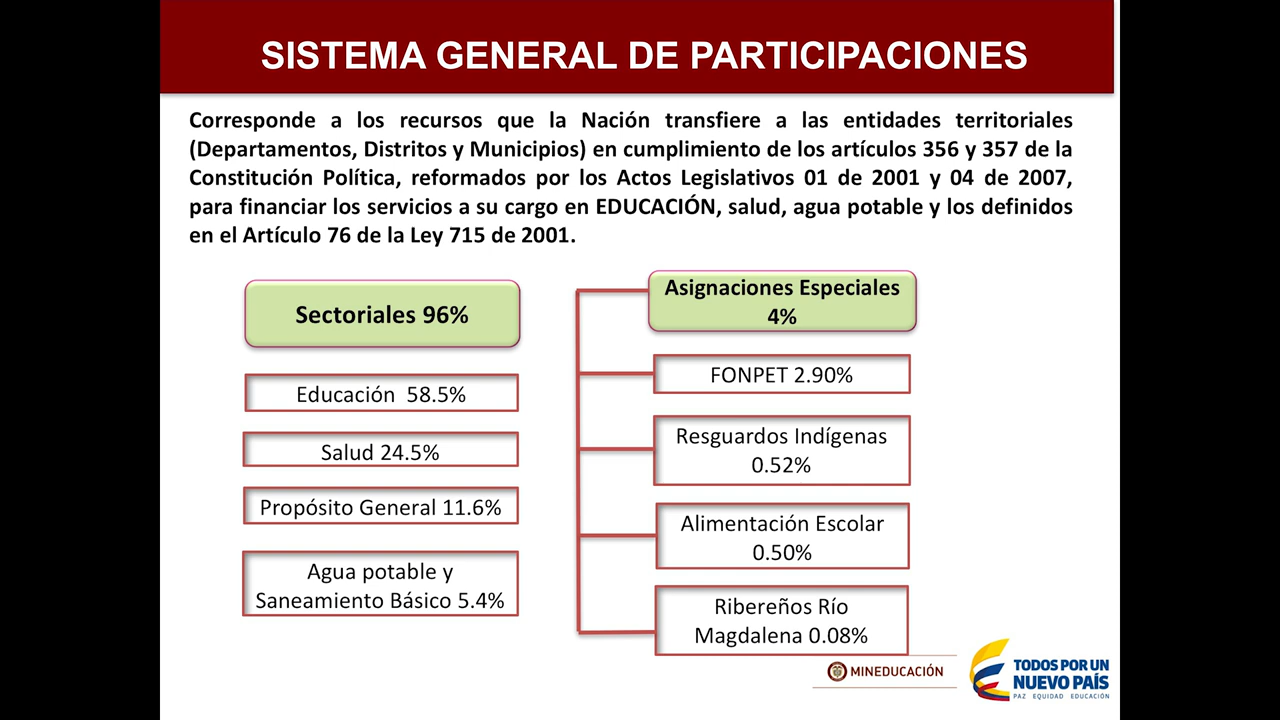 SISTEMA GENERAL DE PARTICIPACIONES
Corresponde a los recursos que la Nación transfiere a las entidades territoriales
(Departamentos, Distritos y Municipios) en cumplimiento de los artículos 356 y 357 de la
Constitución Política, reformados por los Actos Legislativos 01 de 2001 y 04 de 2007,
para financiar los servicios a su cargo en EDUCACIÓN, salud, agua potable y los definidos
en el Artículo 76 de la Ley 715 de 2001.
Sectoriales 96%
Educación 58.5%
Salud 24.5%
Propósito General 11.6%
Agua potable y
Saneamiento Básico 5.4%
Asignaciones Especiales
4%
FONPET 2.90%
Resguardos Indígenas
0.52%
Alimentación Escolar
0.50%
Ribereños Río
Magdalena 0.08%
MINEDUCACIÓN
TODOS POR UN
NUEVO PAÍS
PAZ EQUIDAD EDUCACIÓN